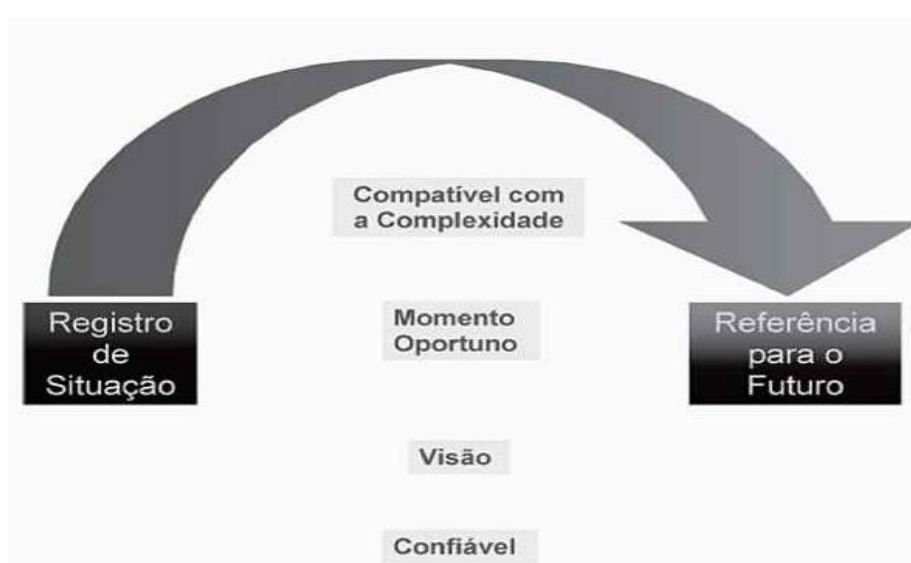 Compatível com
a Complexidade
Registro
de
Situação
Momento
Oportuno
Referência
para o
Futuro
Visão
Confiável